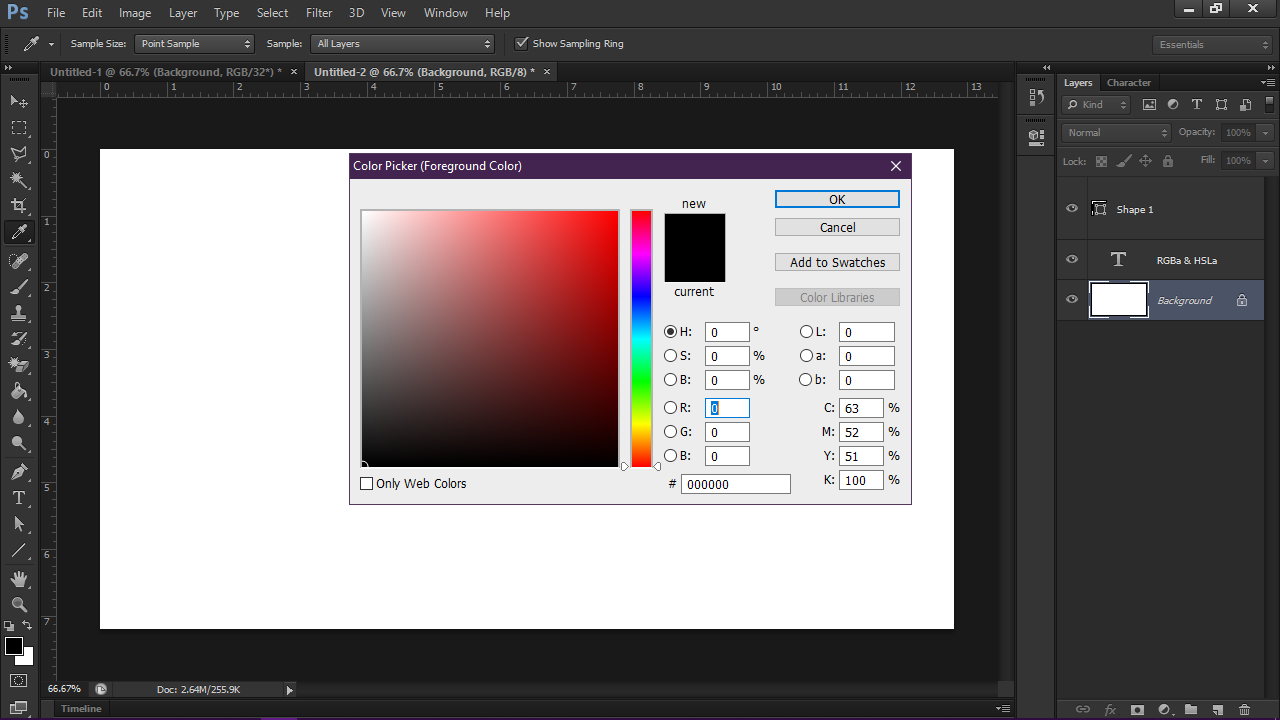 Ps File Edit Image Layer Type Select Filter 3D View Window Help
Sample Size: Point Sample Sample: All Layers Show Sampling Ring Essentials
Untitled-1 @ 66.7% (Background, RGB/32*) * × Untitled-2 @ 66.7% (Background, RGB/8) * ×
0 1 2 3 4 5 6 7 8 9 10 11 12 13
0
1
2
3
4
5
6
7
Color Picker (Foreground Color)
new
current
OK
Cancel
Add to Swatches
Color Libraries
H: 0 °
S: 0 %
B: 0 %
R: 0
G: 0
B: 0
# 000000
L: 0
a: 0
b: 0
C: 63 %
M: 52 %
Y: 51 %
K: 100 %
Only Web Colors
Layers Character
Kind
Normal Opacity: 100%
Lock: Fill: 100%
Shape 1
T RGBa & HSLa
Background
fx
66.67% Doc: 2.64M/255.9K
Timeline